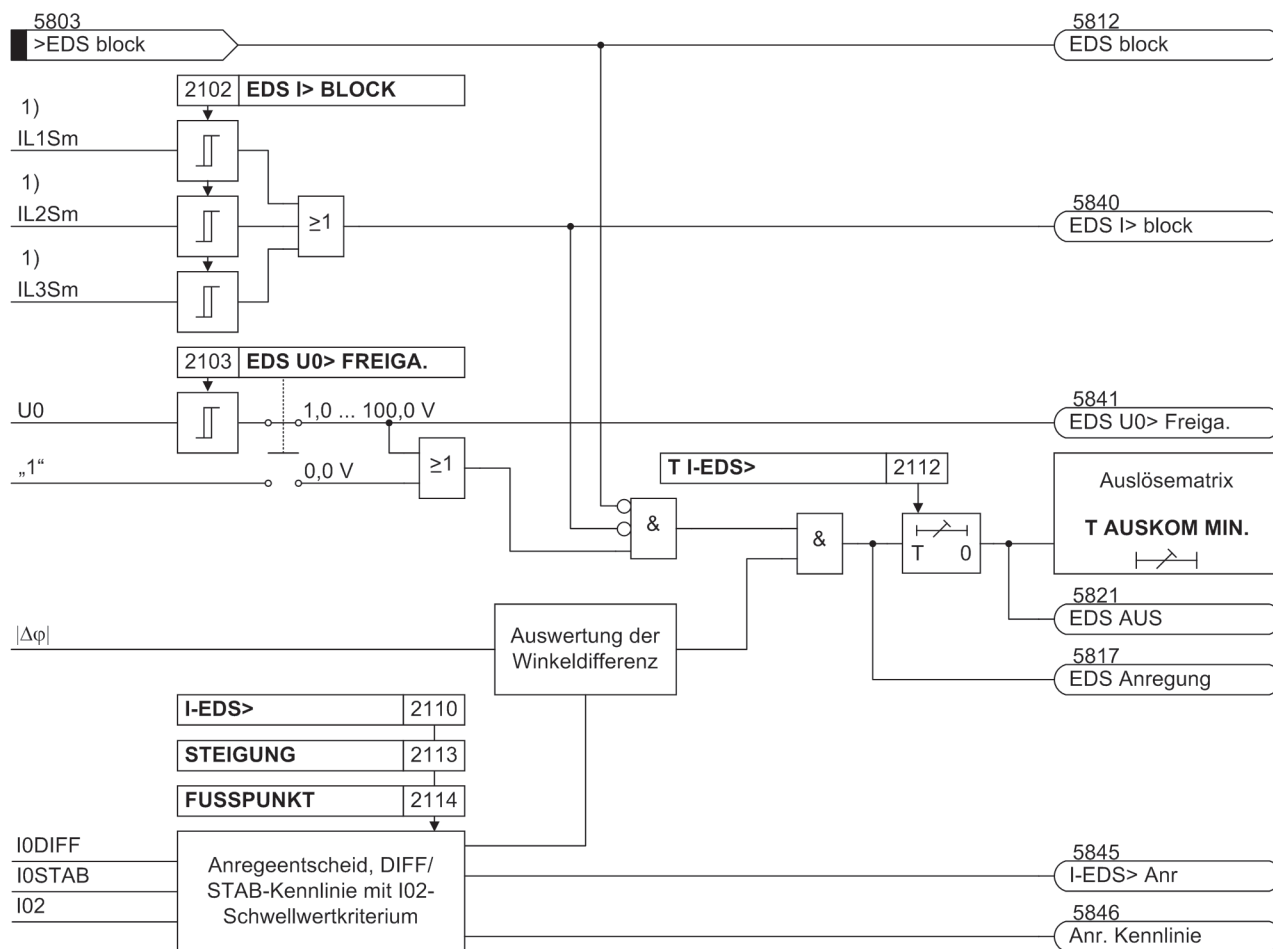 5803
>EDS block
5812
EDS block
2102 EDS I> BLOCK
1)
IL1Sm
1)
IL2Sm
≥1
5840
EDS I> block
1)
IL3Sm
2103 EDS U0> FREIGA.
U0
1,0 ... 100,0 V
5841
EDS U0> Freiga.
„1“
0,0 V
≥1
T I-EDS> 2112
Auslösematrix
T AUSKOM MIN.
&
&
T 0
5821
EDS AUS
|Δφ|
Auswertung der
Winkeldifferenz
5817
EDS Anregung
I-EDS> 2110
STEIGUNG 2113
FUSSPUNKT 2114
I0DIFF
I0STAB
I02
Anregeentscheid, DIFF/
STAB-Kennlinie mit I02-
Schwellwertkriterium
5845
I-EDS> Anr
5846
Anr. Kennlinie